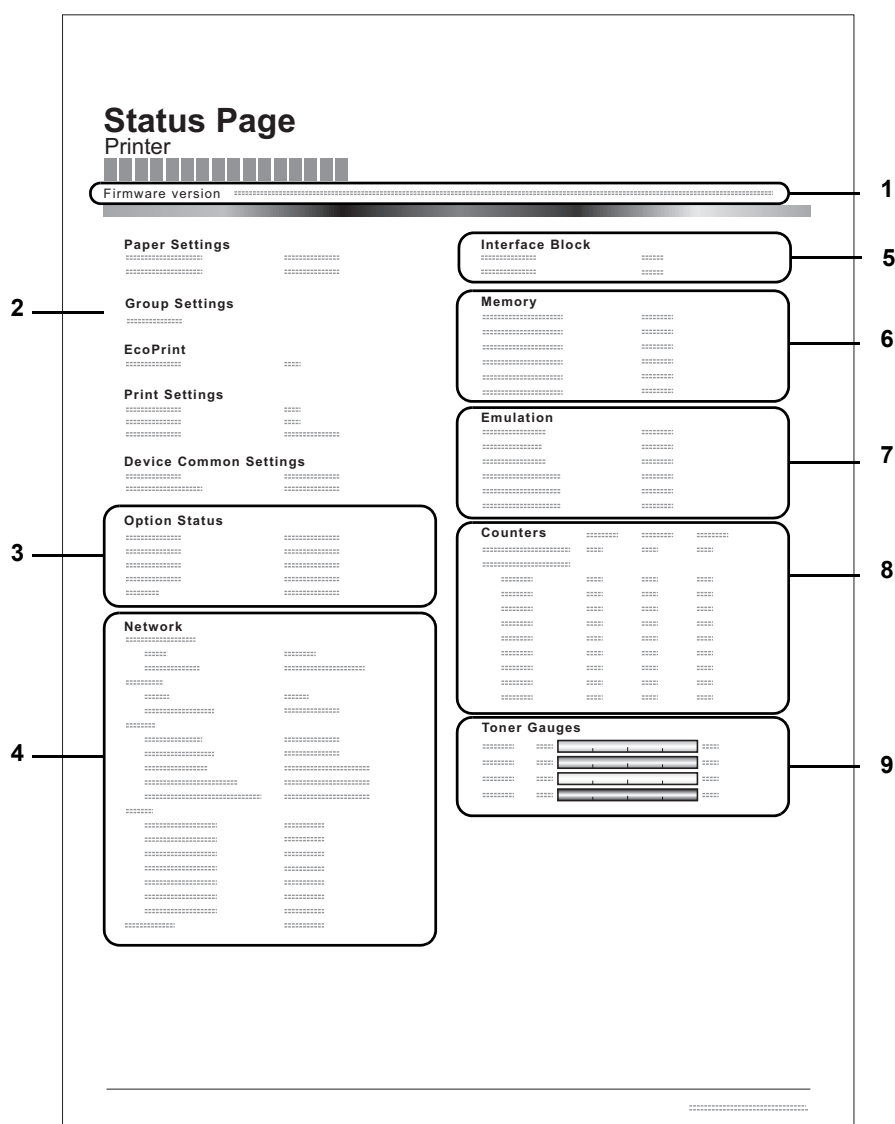 Status Page
Printer
Firmware version
1
Paper Settings
Group Settings
2
EcoPrint
Print Settings
Device Common Settings
Option Status
3
Network
4
Interface Block
5
Memory
6
Emulation
7
Counters
8
Toner Gauges
9